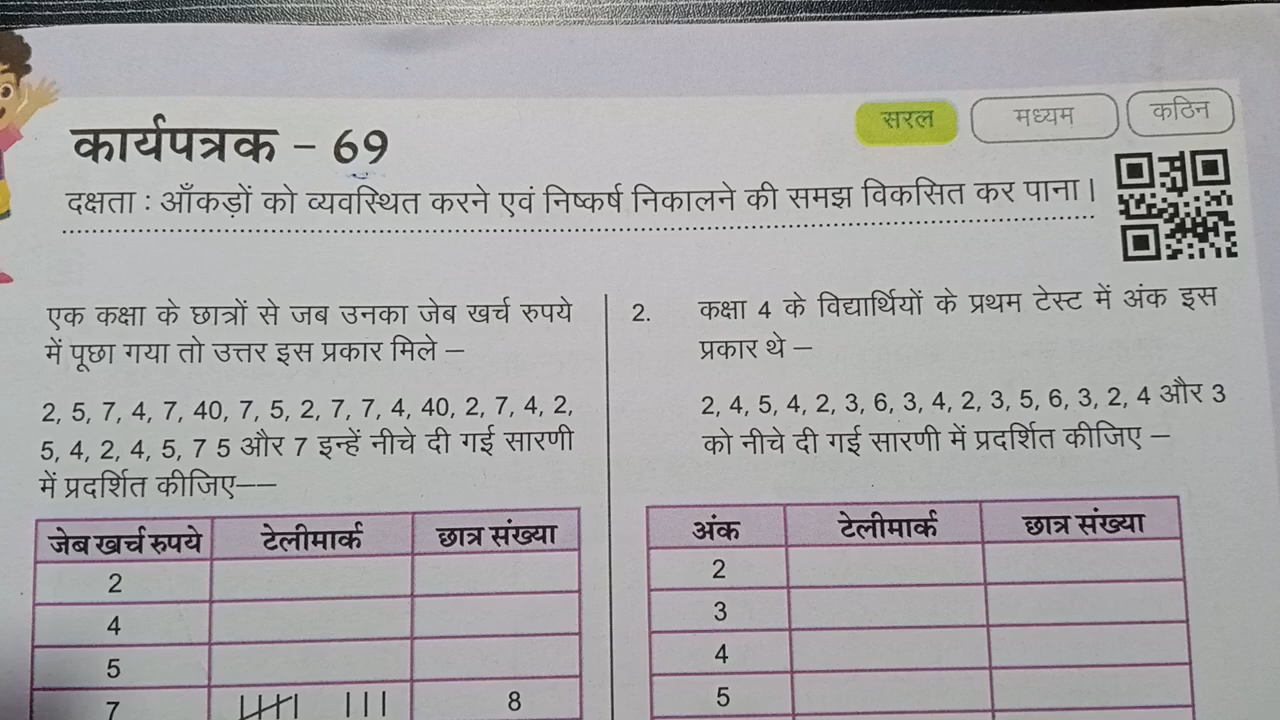 सरल मध्यम कठिन
कार्यपत्रक – 69
दक्षता : आँकड़ों को व्यवस्थित करने एवं निष्कर्ष निकालने की समझ विकसित कर पाना।
एक कक्षा के छात्रों से जब उनका जेब खर्च रुपये
में पूछा गया तो उत्तर इस प्रकार मिले –
2, 5, 7, 4, 7, 40, 7, 5, 2, 7, 7, 4, 40, 2, 7, 4, 2,
5, 4, 2, 4, 5, 7 5 और 7 इन्हें नीचे दी गई सारणी
में प्रदर्शित कीजिए––
जेब खर्च रुपये टेलीमार्क छात्र संख्या
2
4
5
7 8
2. कक्षा 4 के विद्यार्थियों के प्रथम टेस्ट में अंक इस
प्रकार थे –
2, 4, 5, 4, 2, 3, 6, 3, 4, 2, 3, 5, 6, 3, 2, 4 और 3
को नीचे दी गई सारणी में प्रदर्शित कीजिए –
अंक टेलीमार्क छात्र संख्या
2
3
4
5